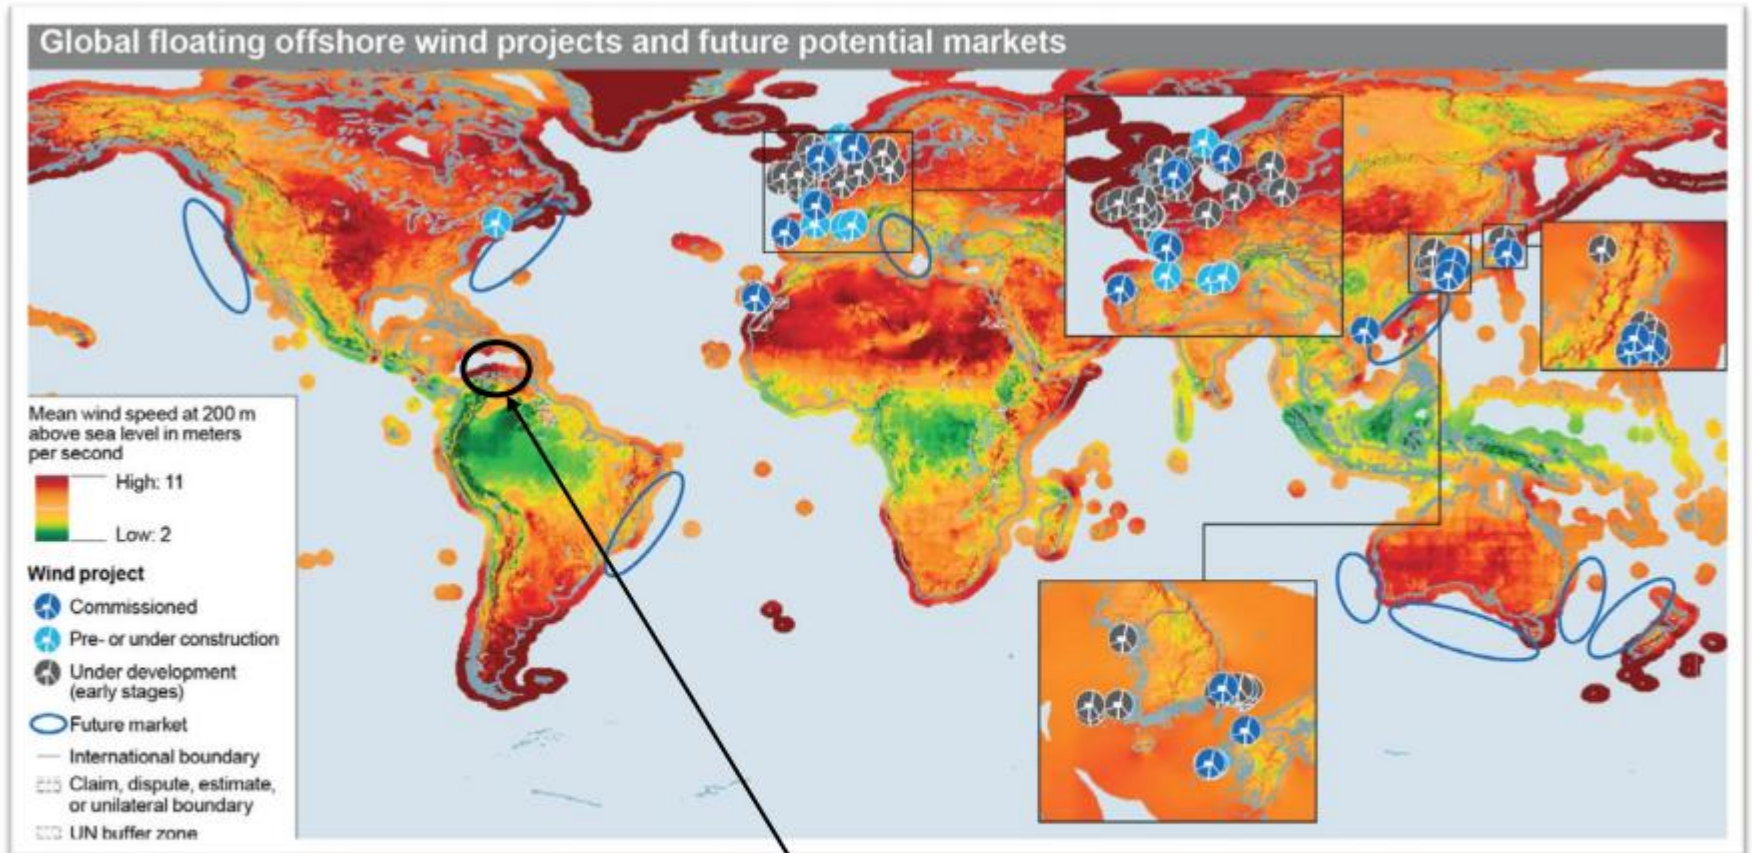 Global floating offshore wind projects and future potential markets
Mean wind speed at 200 m
above sea level in meters
per second
High: 11
Low: 2
Wind project
Commissioned
Pre- or under construction
Under development
(early stages)
Future market
International boundary
Claim, dispute, estimate,
or unilateral boundary
UN buffer zone